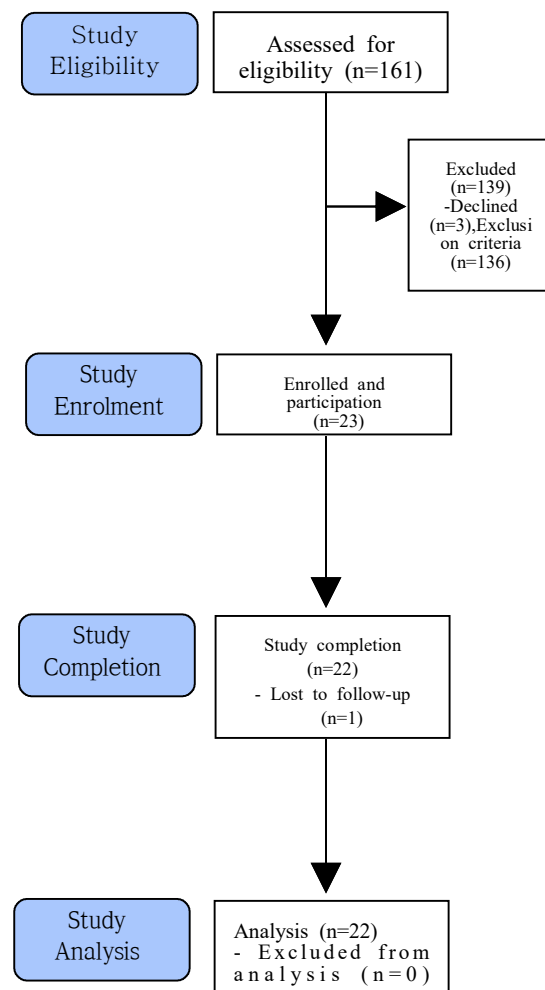 Study
Eligibility
Assessed for
eligibility (n=161)
Excluded
(n=139)
-Declined
(n=3),Exclusi
on criteria
(n=136)
Study
Enrolment
Enrolled and
participation
(n=23)
Study
Completion
Study completion
(n=22)
- Lost to follow-up
(n=1)
Study
Analysis
Analysis (n=22)
- Excluded from
analysis (n=0)